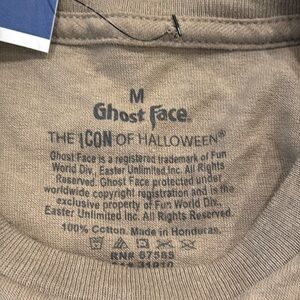 M
Ghost Face®
THE ICON OF HALLOWEEN®
Ghost Face is a registered trademark of Fun
World Div., Easter Unlimited Inc. All Rights
Reserved. Ghost Face protected under
worldwide copyright registration and is the
exclusive property of Fun World Div.,
Easter Unlimited Inc. All Rights Reserved.
100% Cotton. Made in Honduras.
RN# 67585